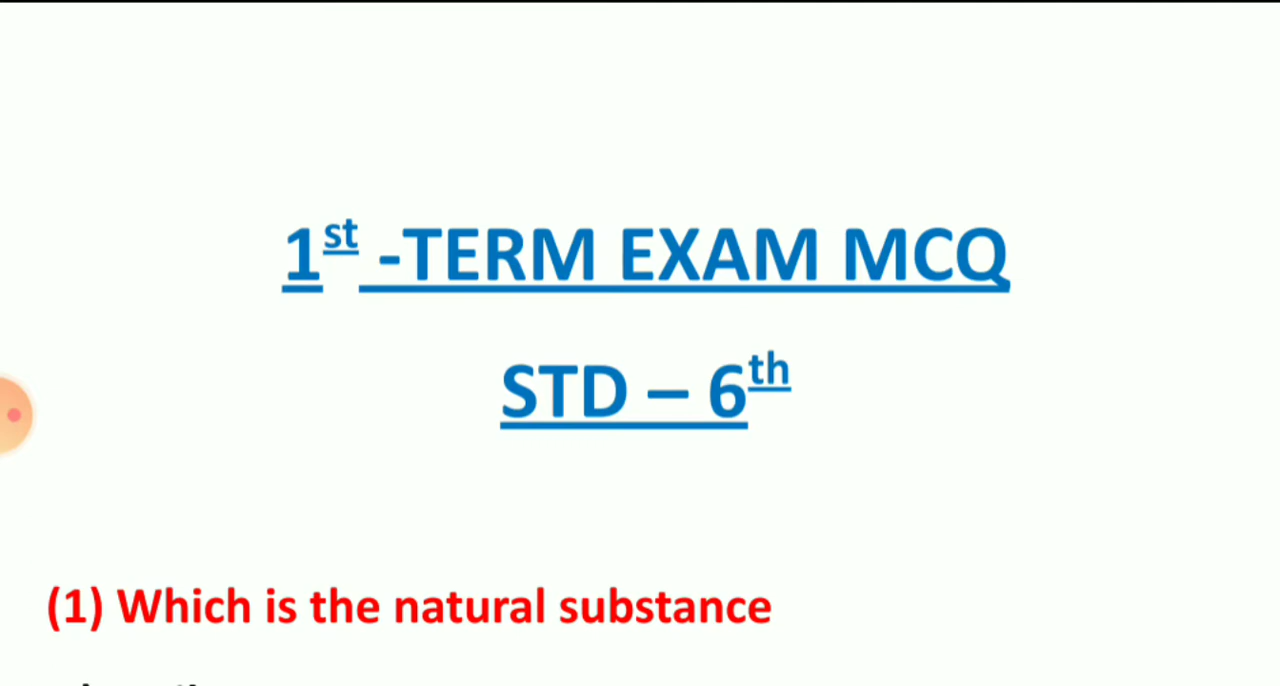 1st -TERM EXAM MCQ
STD – 6th
(1) Which is the natural substance